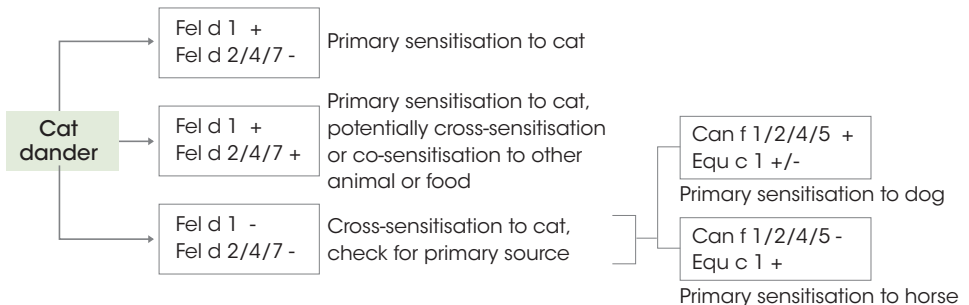 Cat
dander
Fel d 1 +
Fel d 2/4/7 -
Primary sensitisation to cat
Fel d 1 +
Fel d 2/4/7 +
Primary sensitisation to cat,
potentially cross-sensitisation
or co-sensitisation to other
animal or food
Fel d 1 -
Fel d 2/4/7 -
Cross-sensitisation to cat,
check for primary source
Can f 1/2/4/5 +
Equ c 1 +/-
Primary sensitisation to dog
Can f 1/2/4/5 -
Equ c 1 +
Primary sensitisation to horse